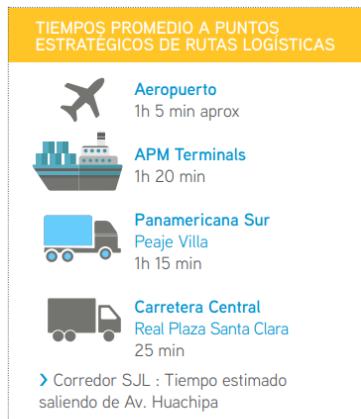 TIEMPOS PROMEDIO A PUNTOS
ESTRATÉGICOS DE RUTAS LOGÍSTICAS
Aeropuerto
1h 5 min aprox
APM Terminals
1h 20 min
Panamericana Sur
Peaje Villa
1h 15 min
Carretera Central
Real Plaza Santa Clara
25 min
> Corredor SJL : Tiempo estimado
saliendo de Av. Huachipa